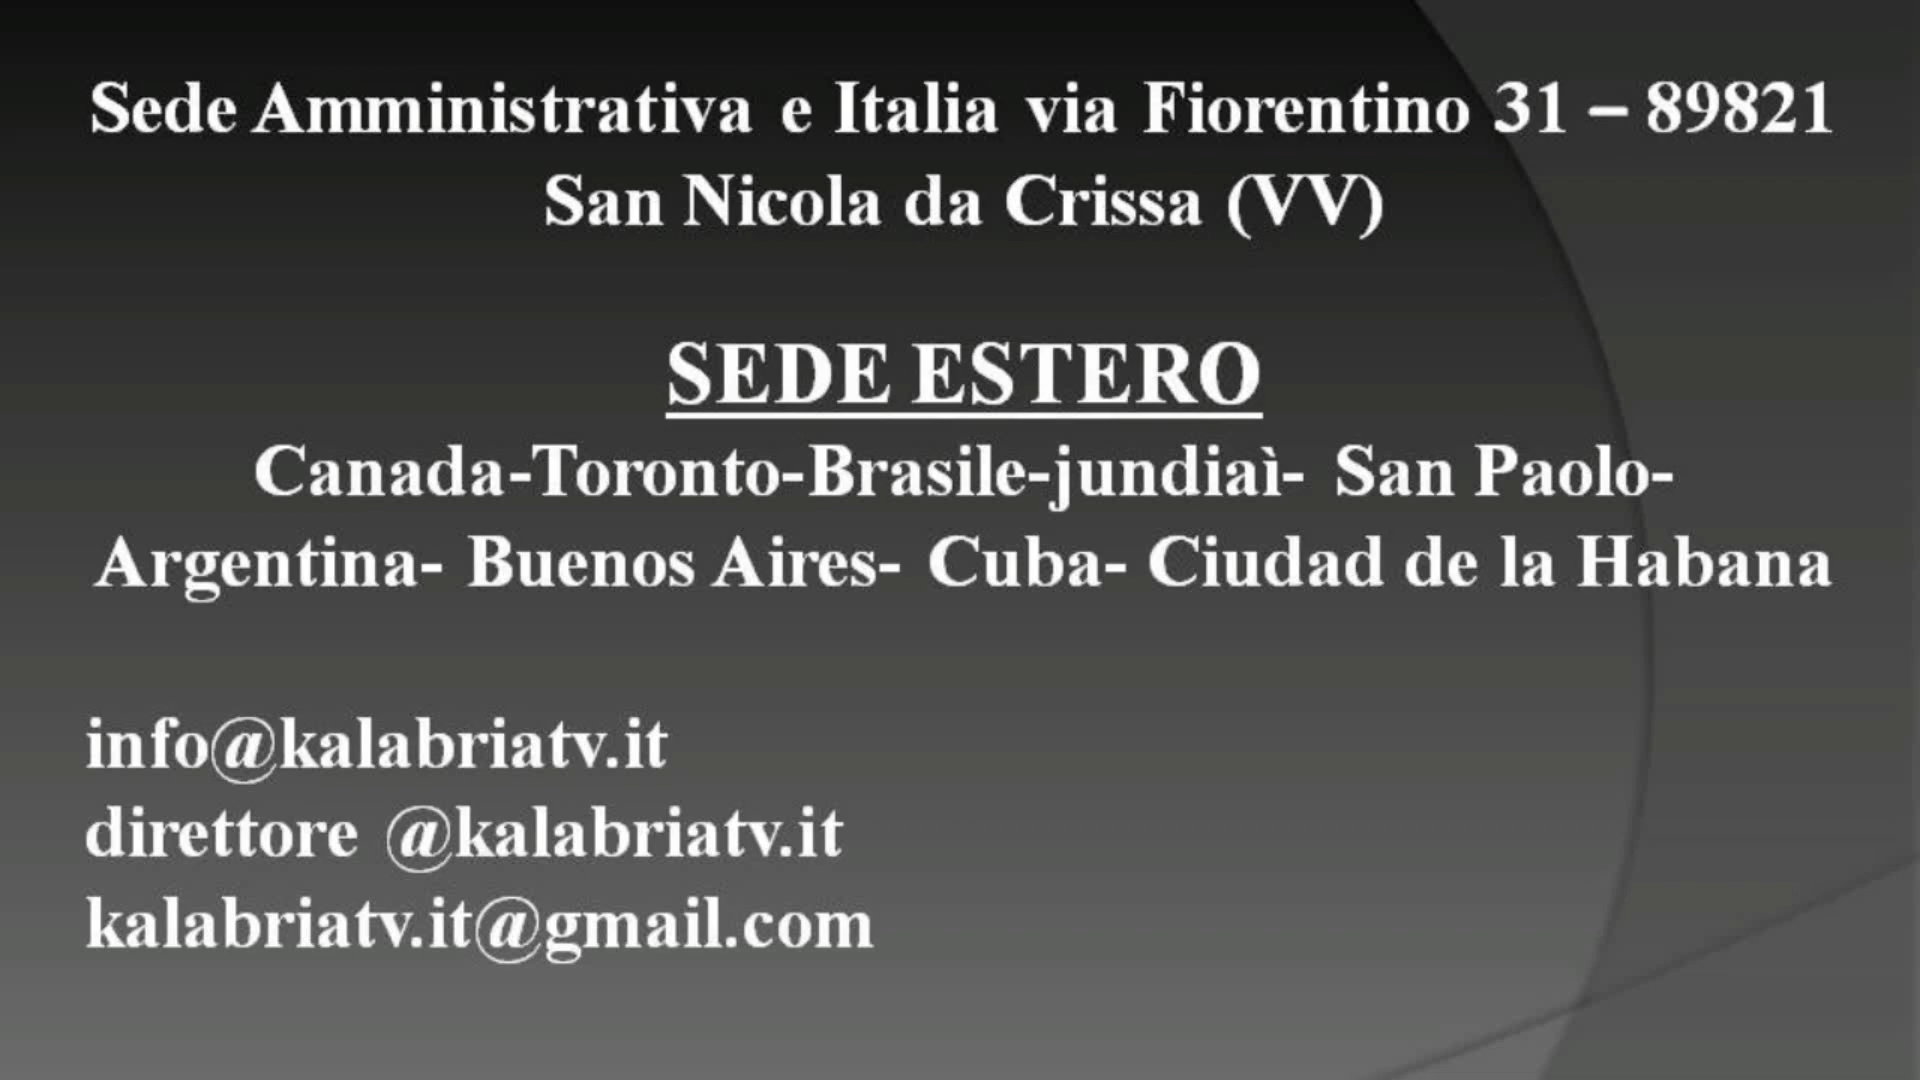 Sede Amministrativa e Italia via Fiorentino 31 – 89821
San Nicola da Crissa (VV)
SEDE ESTERO
Canada-Toronto-Brasile-jundiaì- San Paolo-
Argentina- Buenos Aires- Cuba- Ciudad de la Habana
info@kalabriatv.it
direttore @kalabriatv.it
kalabriatv.it@gmail.com